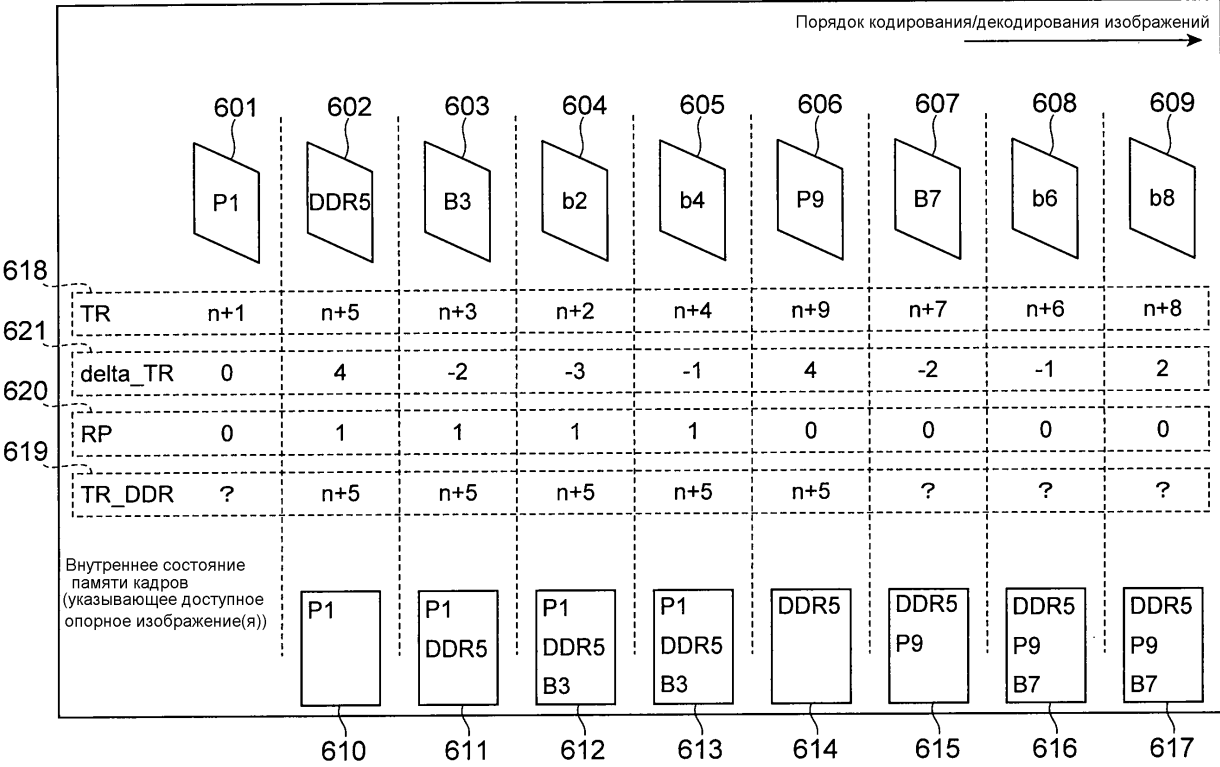 Порядок кодирования/декодирования изображений
601 602 603 604 605 606 607 608 609
P1 DDR5 B3 b2 b4 P9 B7 b6 b8
618
TR n+1 n+5 n+3 n+2 n+4 n+9 n+7 n+6 n+8
621
delta_TR 0 4 -2 -3 -1 4 -2 -1 2
620
RP 0 1 1 1 1 0 0 0 0
619
TR_DDR ? n+5 n+5 n+5 n+5 n+5 ? ? ?
Внутреннее состояние
памяти кадров
(указывающее доступное
опорное изображение(я))
P1 P1 P1 P1 DDR5 DDR5 DDR5 DDR5
DDR5 DDR5 DDR5 P9 P9 P9
B3 B3 B7 B7
610 611 612 613 614 615 616 617